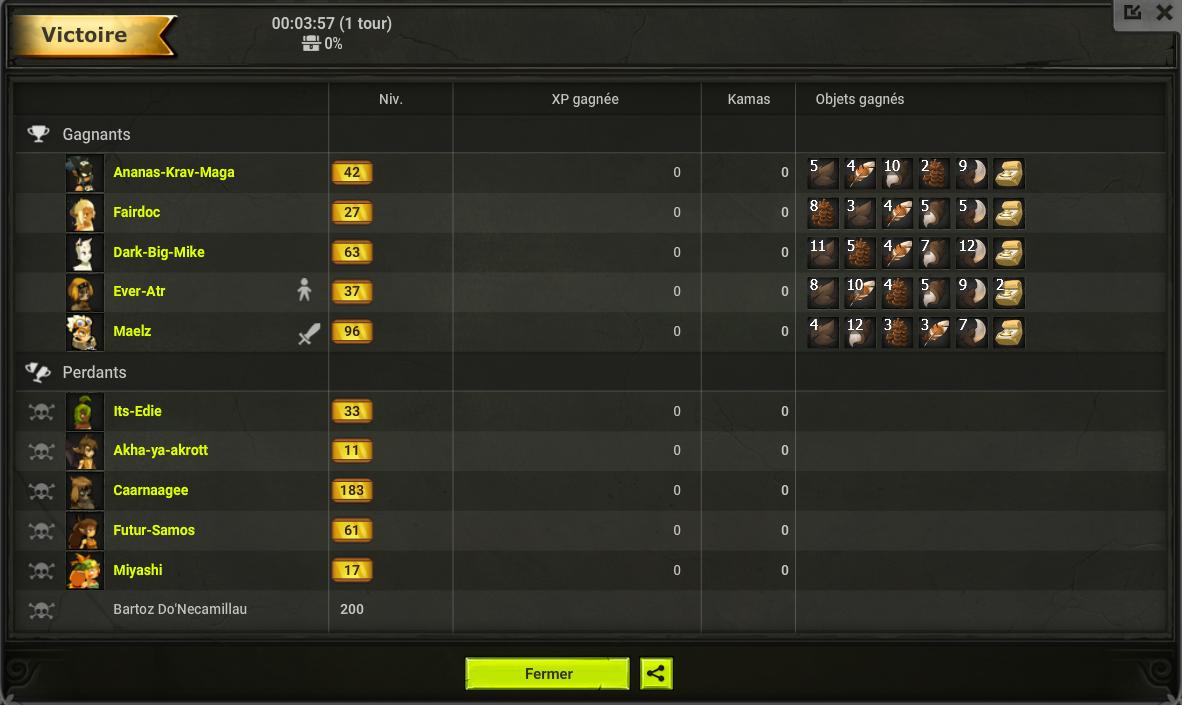 Victoire
00:03:57 (1 tour)
0%
Niv. XP gagnée Kamas Objets gagnés
Gagnants
Ananas-Krav-Maga 42 0 0 5 4 10 2 9
Fairdoc 27 0 0 8 3 4 5 5
Dark-Big-Mike 63 0 0 11 5 4 7 12
Ever-Atr 37 0 0 8 10 4 5 9 2
Maelz 96 0 0 4 12 3 3 7
Perdants
Its-Edie 33 0 0
Akha-ya-akrott 11 0 0
Caarnaagee 183 0 0
Futur-Samos 61 0 0
Miyashi 17 0 0
Bartoz Do'Necamillau 200
Fermer